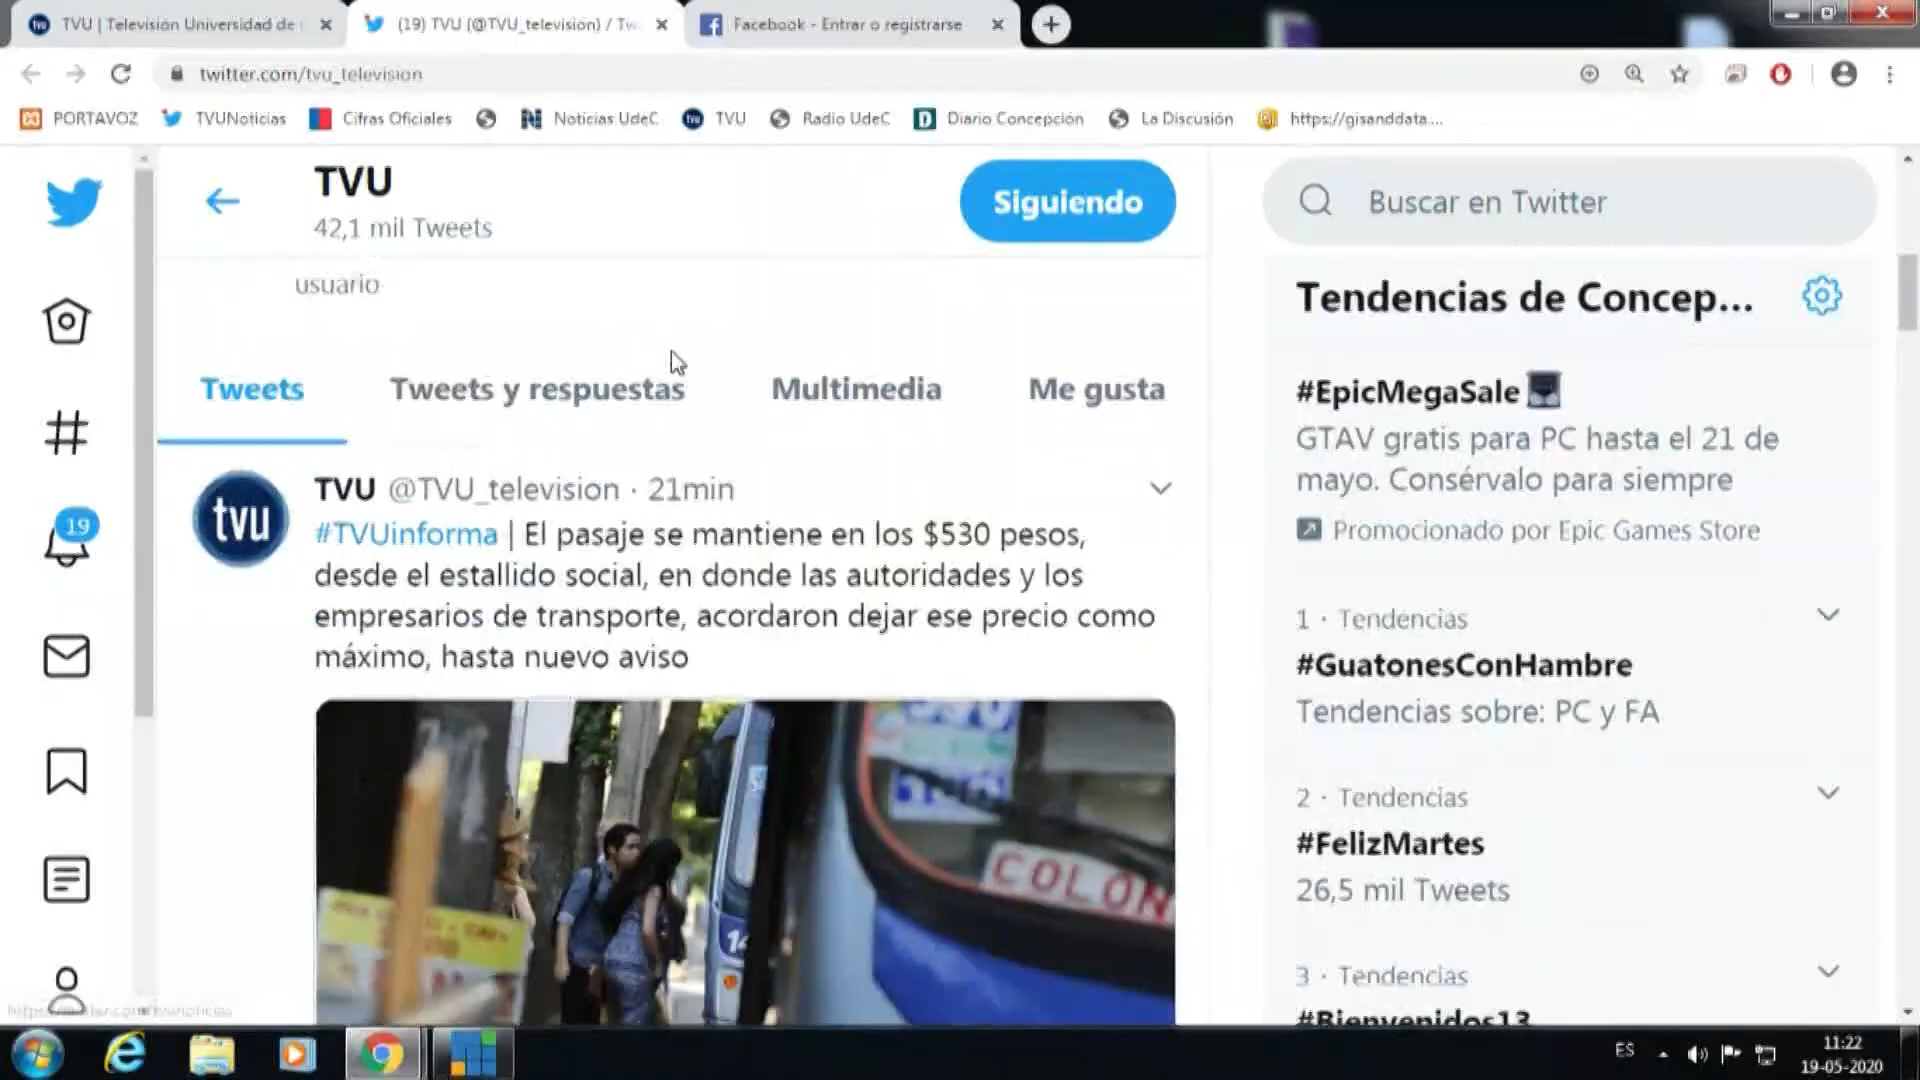 TVU | Televisión Universidad de
(19) TVU (@TVU_television) / Tw
Facebook - Entrar o registrarse
twitter.com/tvu_television
PORTAVOZ
TVUNoticias
Cifras Oficiales
Noticias UdeC
TVU
Radio UdeC
Diario Concepción
La Discusión
https://gisanddata...
TVU
42,1 mil Tweets
Siguiendo
Buscar en Twitter
usuario
Tweets
Tweets y respuestas
Multimedia
Me gusta
tvu
TVU @TVU_television · 21min
#TVUinforma | El pasaje se mantiene en los $530 pesos,
desde el estallido social, en donde las autoridades y los
empresarios de transporte, acordaron dejar ese precio como
máximo, hasta nuevo aviso
COLON
19
Tendencias de Concep...
#EpicMegaSale
GTAV gratis para PC hasta el 21 de
mayo. Consérvalo para siempre
Promocionado por Epic Games Store
1 · Tendencias
#GuatonesConHambre
Tendencias sobre: PC y FA
2 · Tendencias
#FelizMartes
26,5 mil Tweets
3 · Tendencias
#Bienvenidos13
ES
11:22
19-05-2020